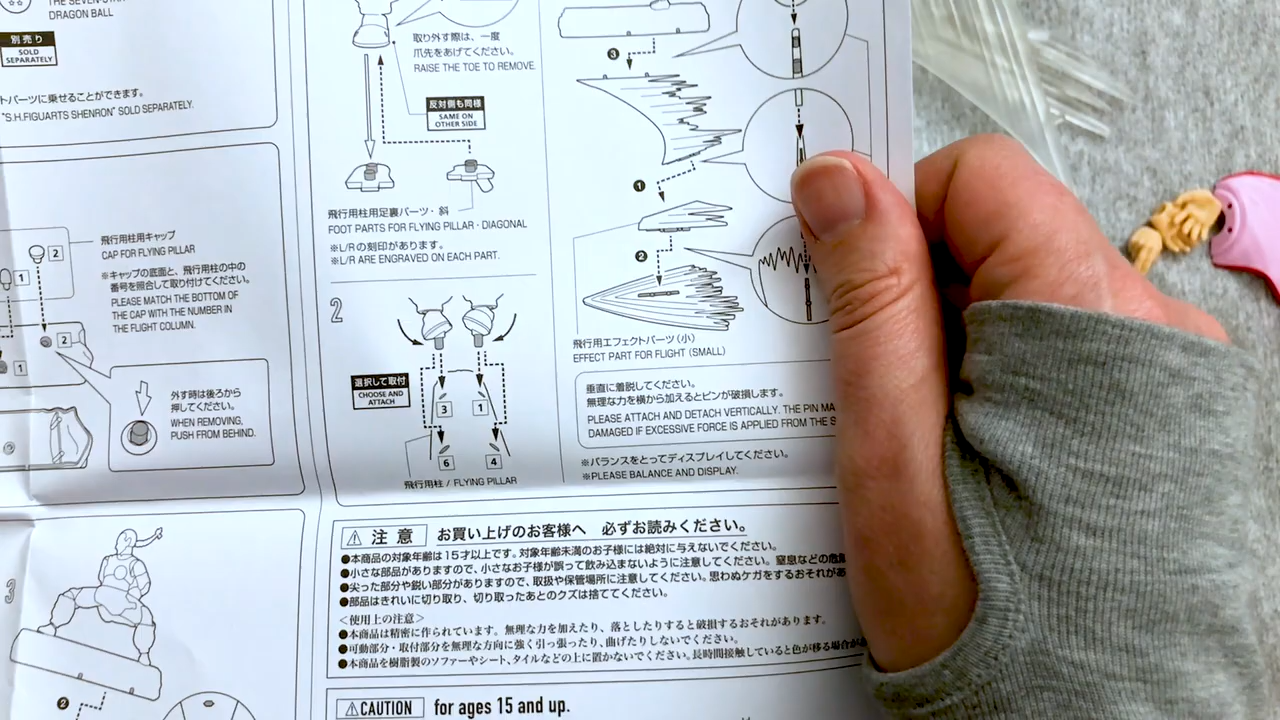 THE SEVEN-STAR
DRAGON BALL
別売り
SOLD
SEPARATELY
トパーツに乗せることができます。
"S.H.FIGUARTS SHENRON" SOLD SEPARATELY.
飛行用柱用キャップ
CAP FOR FLYING PILLAR
※キャップの底面と、飛行用柱の中の
番号を照合して取り付けてください。
PLEASE MATCH THE BOTTOM OF
THE CAP WITH THE NUMBER IN
THE FLIGHT COLUMN.
2
1
2
1
外す時は後ろから
押してください。
WHEN REMOVING,
PUSH FROM BEHIND.
3
2
取り外す際は、一度
爪先をあげてください。
RAISE THE TOE TO REMOVE.
反対側も同様
SAME ON
OTHER SIDE
飛行用柱用足裏パーツ・斜
FOOT PARTS FOR FLYING PILLAR・DIAGONAL
※L/Rの刻印があります。
※L/R ARE ENGRAVED ON EACH PART.
2
選択して取付
CHOOSE AND
ATTACH
3
1
6
4
飛行用柱 / FLYING PILLAR
3
1
2
飛行用エフェクトパーツ(小)
EFFECT PART FOR FLIGHT (SMALL)
垂直に着脱してください。
無理な力を横から加えるとピンが破損します。
PLEASE ATTACH AND DETACH VERTICALLY. THE PIN
DAMAGED IF EXCESSIVE FORCE IS APPLIED FROM THE
※バランスをとってディスプレイしてください。
※PLEASE BALANCE AND DISPLAY.
⚠注意 お買い上げのお客様へ 必ずお読みください。
●本商品の対象年齢は15才以上です。対象年齢未満のお子様には絶対に与えないでください。
●小さな部品がありますので、小さなお子様が誤って飲み込まないように注意してください。窒息などの危
●尖った部分や鋭い部分がありますので、取扱や保管場所に注意してください。思わぬケガをするおそれがあ
●部品はきれいに切り取り、切り取ったあとのクズは捨ててください。
<使用上の注意>
●本商品は精密に作られています。無理な力を加えたり、落としたりすると破損するおそれがあります。
●可動部分・取付部分を無理な方向に強く引っ張ったり、曲げたりしないでください。
●本商品を樹脂製のソファーやシート、タイルなどの上に置かないでください。長時間接触していると色が移る場合が
⚠CAUTION for ages 15 and up.